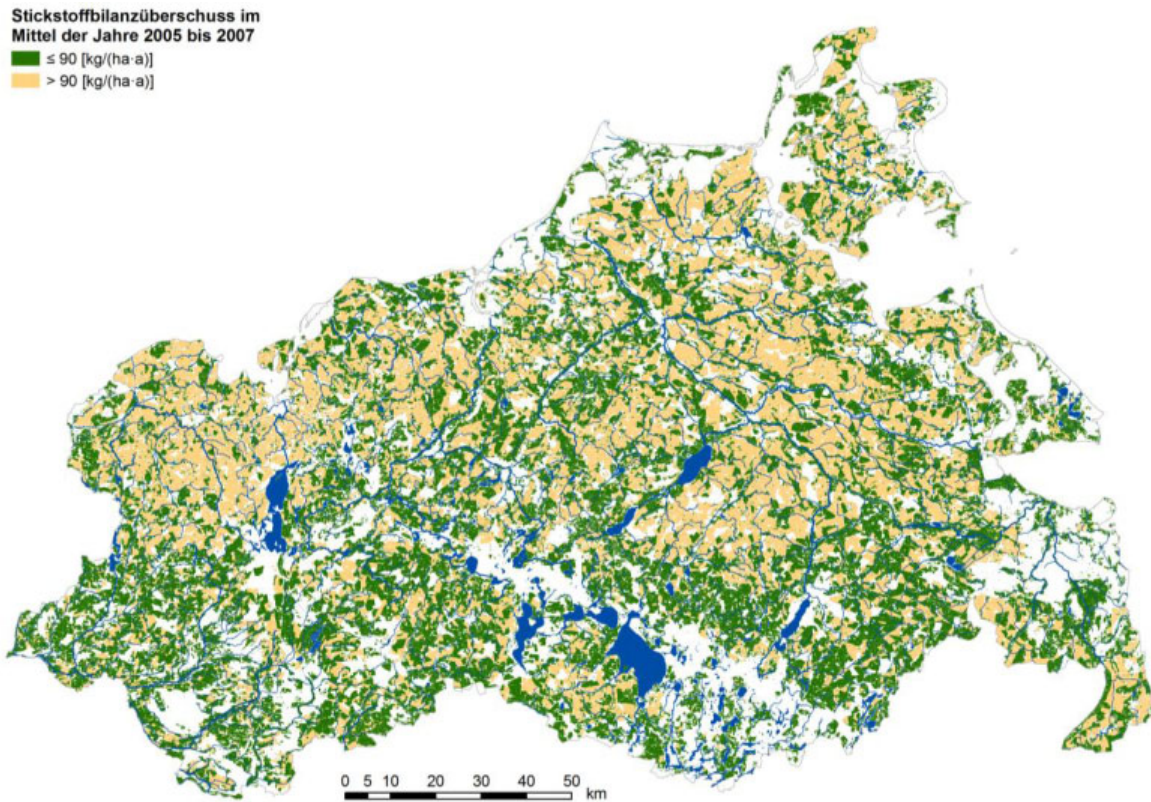 Stickstoffbilanzüberschuss im
Mittel der Jahre 2005 bis 2007
≤ 90 [kg/(ha·a)]
> 90 [kg/(ha·a)]
0 5 10 20 30 40 50
km